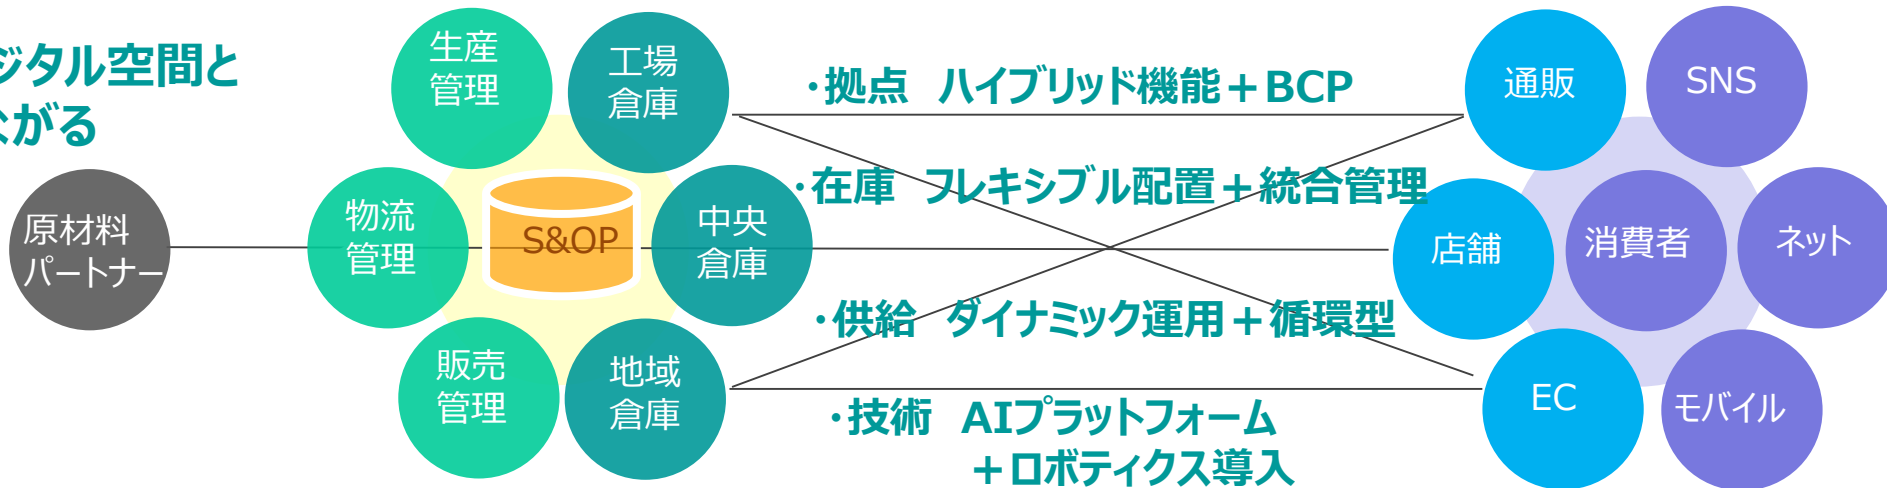 ジタル空間と
ながる
原材料
パートナー
生産
管理
工場
倉庫
物流
管理
S&OP
中央
倉庫
販売
管理
地域
倉庫
・拠点　ハイブリッド機能＋BCP
・在庫　フレキシブル配置＋統合管理
・供給　ダイナミック運用＋循環型
・技術　AIプラットフォーム
＋ロボティクス導入
通販
SNS
店舗
消費者
ネット
EC
モバイル